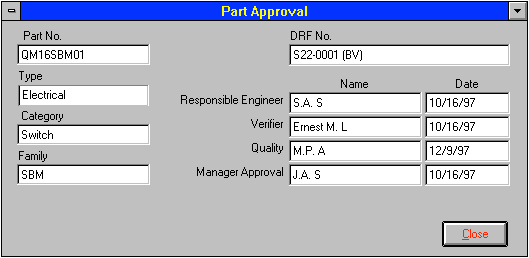 Part Approval
Part No.
DRF No.
QM16SBM01
S22-0001 (BV)
Type
Electrical
Name
Date
Responsible Engineer
S.A. S
10/16/97
Category
Verifier
Ernest M. L
10/16/97
Switch
Quality
M.P. A
12/9/97
Family
Manager Approval
J.A. S
10/16/97
SBM
Close